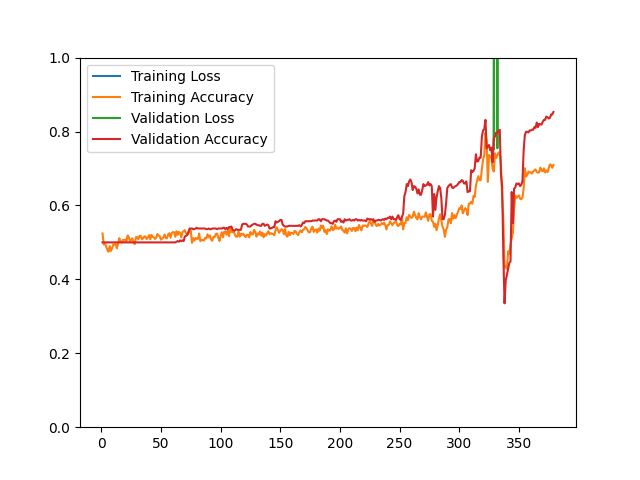 1.0
0.8
0.6
0.4
0.2
0.0
Training Loss
Training Accuracy
Validation Loss
Validation Accuracy
0 50 100 150 200 250 300 350